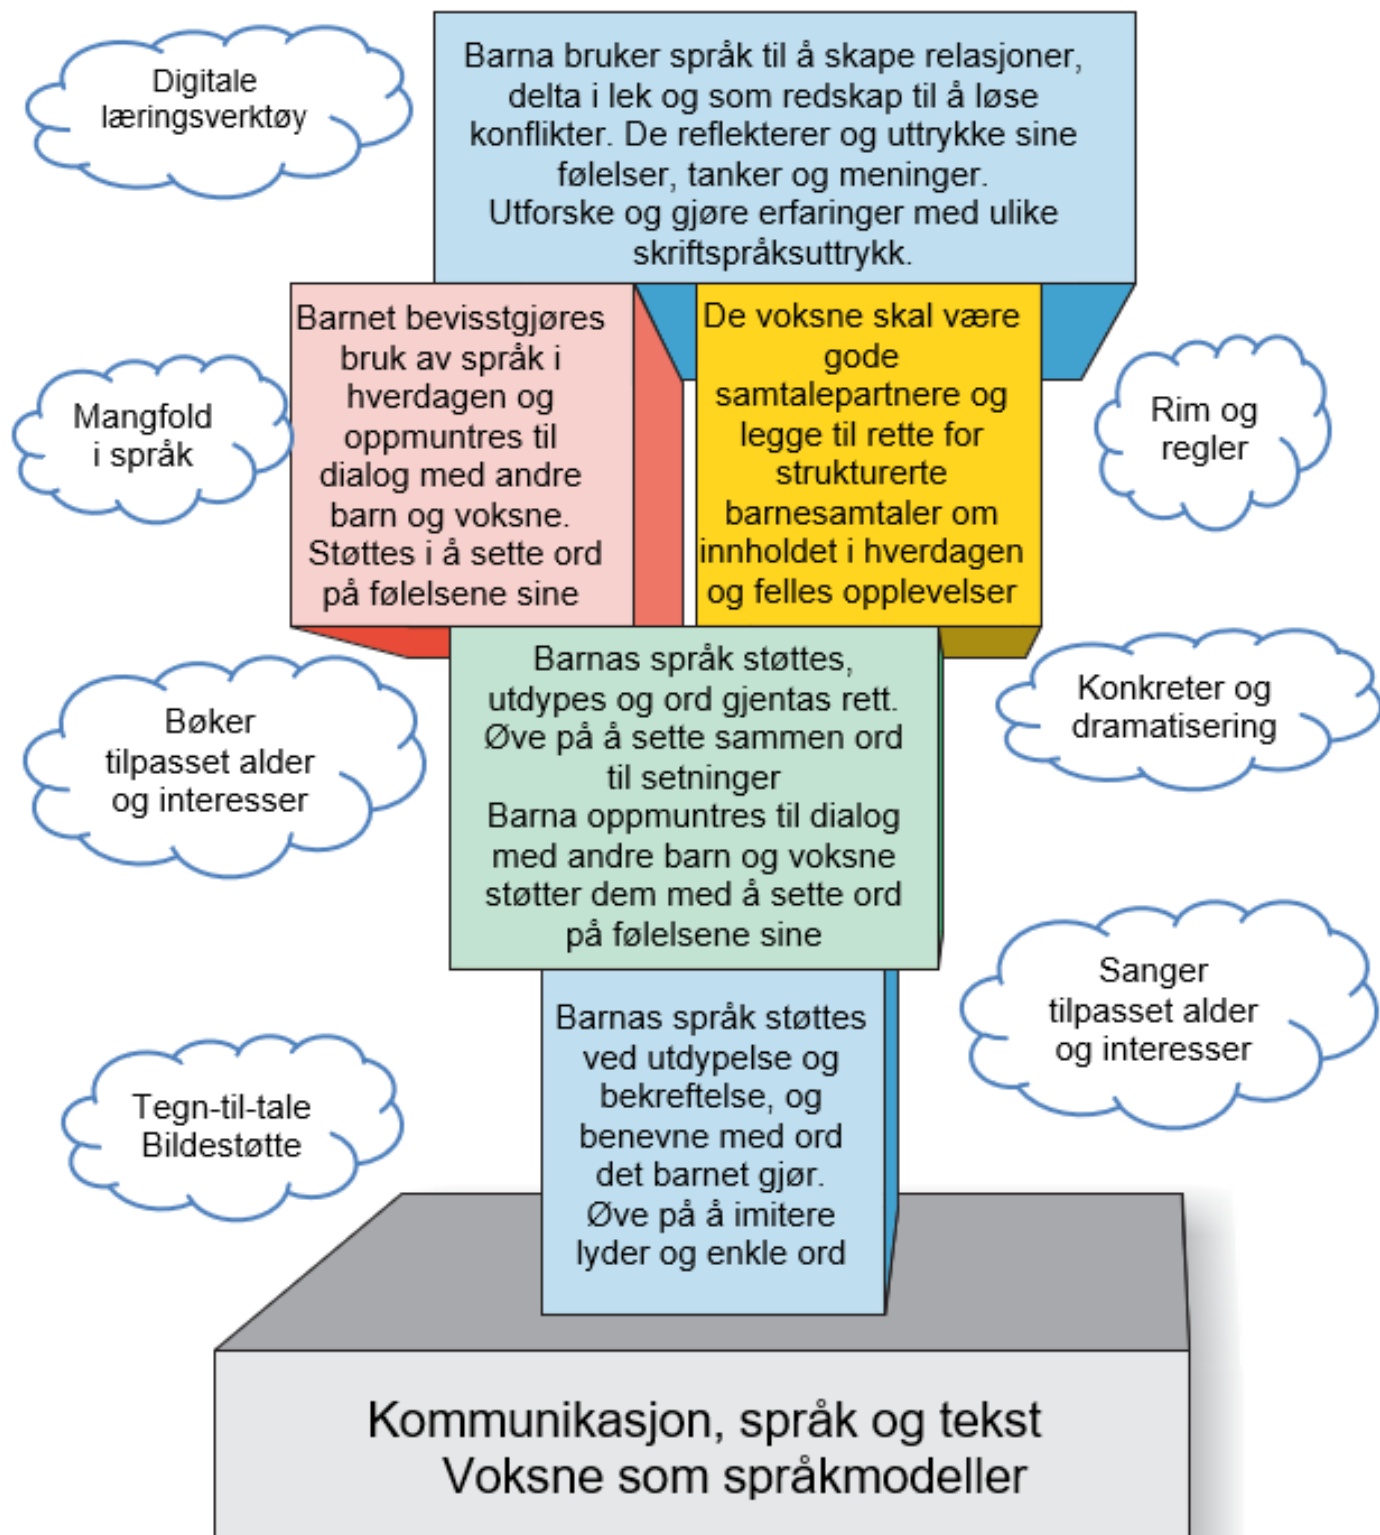 Digitale
læringsverktøy
Barna bruker språk til å skape relasjoner,
delta i lek og som redskap til å løse
konflikter. De reflekterer og uttrykke sine
følelser, tanker og meninger.
Utforske og gjøre erfaringer med ulike
skriftspråksuttrykk.
Mangfold
i språk
Barnet bevisstgjøres
bruk av språk i
hverdagen og
oppmuntres til
dialog med andre
barn og voksne.
Støttes i å sette ord
på følelsene sine
De voksne skal være
gode
samtalepartnere og
legge til rette for
strukturerte
barnesamtaler om
innholdet i hverdagen
og felles opplevelser
Rim og
regler
Bøker
tilpasset alder
og interesser
Barnas språk støttes,
utdypes og ord gjentas rett.
Øve på å sette sammen ord
til setninger
Barna oppmuntres til dialog
med andre barn og voksne
støtter dem med å sette ord
på følelsene sine
Konkreter og
dramatisering
Sanger
tilpasset alder
og interesser
Tegn-til-tale
Bildestøtte
Barnas språk støttes
ved utdypelse og
bekreftelse, og
benevne med ord
det barnet gjør.
Øve på å imitere
lyder og enkle ord
Kommunikasjon, språk og tekst
Voksne som språkmodeller